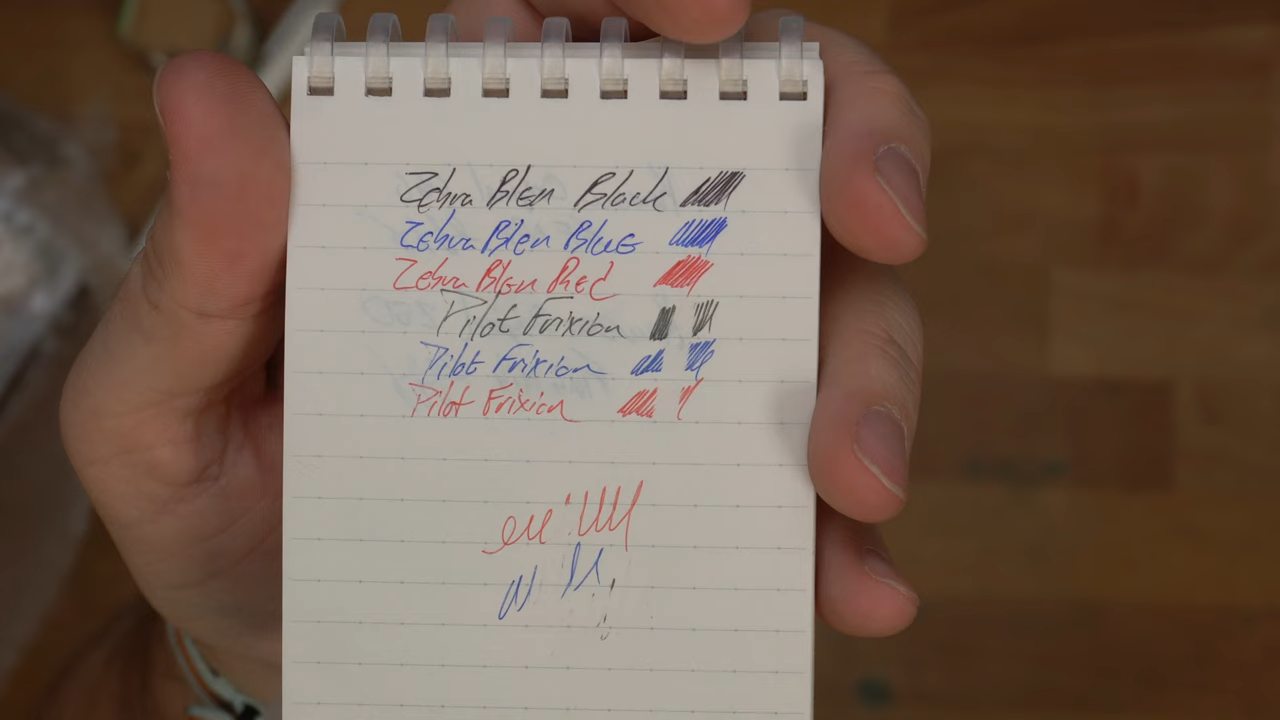 Zebra Blen Black
Zebra Blen Blue
Zebra Blen Red
Pilot Frixion
Pilot Frixion
Pilot Frixion